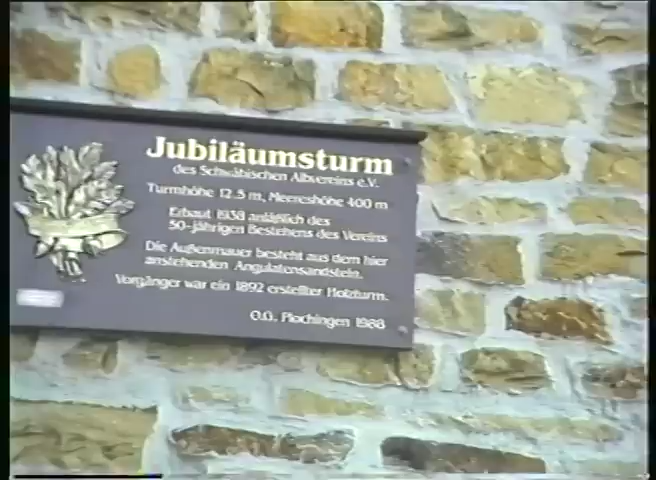 Jubiläumsturm
des Schwäbischen Albvereins e.V.
Turmhöhe 12.5 m, Meereshöhe 400 m
Erbaut 1938 anläßlich des
50-jährigen Bestehens des Vereins
Die Außenmauer besteht aus dem hier
anstehenden Angulatensandstein.
Vorgänger war ein 1892 erstellter Holzturm.
O.G. Plochingen 1988